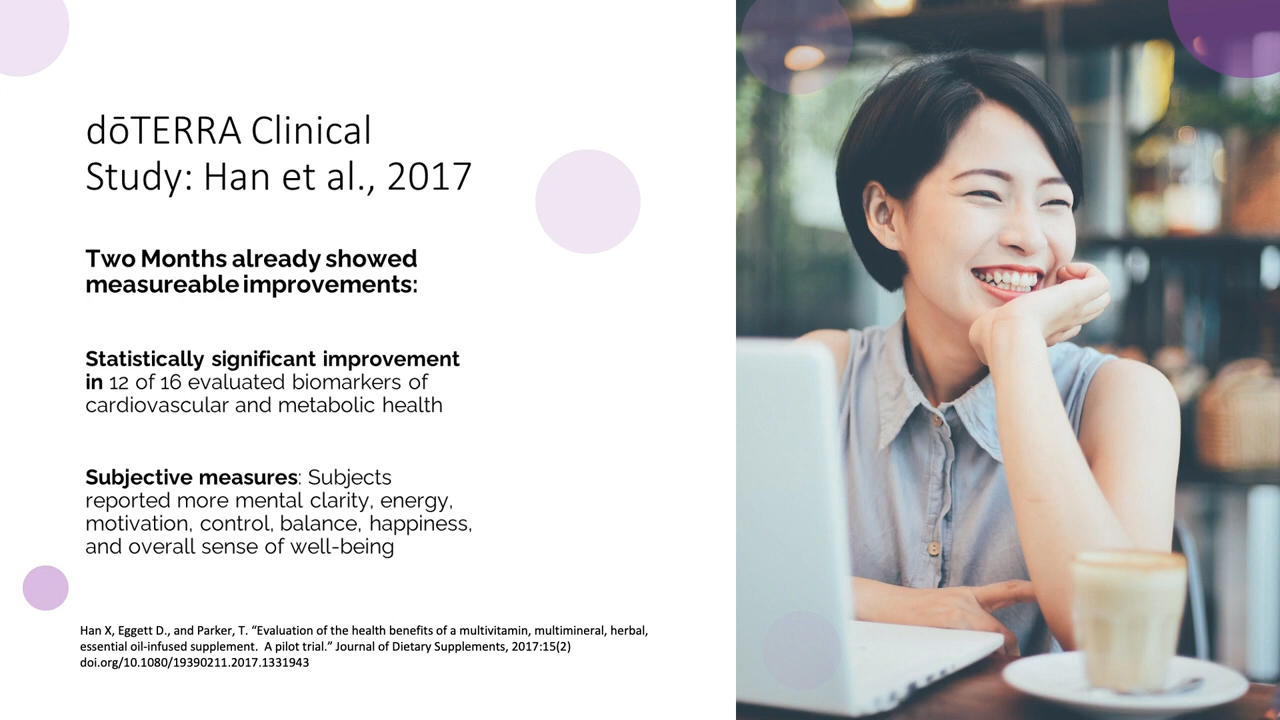 dōTERRA Clinical
Study: Han et al., 2017
Two Months already showed
measureable improvements:
Statistically significant improvement
in 12 of 16 evaluated biomarkers of
cardiovascular and metabolic health
Subjective measures: Subjects
reported more mental clarity, energy,
motivation, control, balance, happiness,
and overall sense of well-being
Han X, Eggett D., and Parker, T. “Evaluation of the health benefits of a multivitamin, multimineral, herbal,
essential oil-infused supplement.  A pilot trial.” Journal of Dietary Supplements, 2017:15(2)
doi.org/10.1080/19390211.2017.1331943